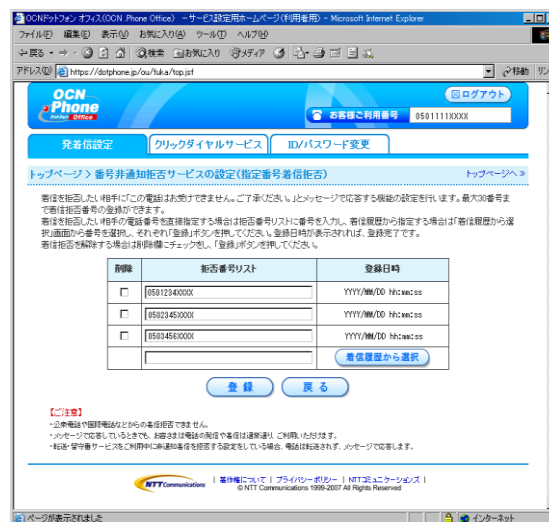 OCNドットフォン オフィス(OCN Phone Office) －サービス設定用ホームページ(利用者用) - Microsoft Internet Explorer
ファイル(F) 編集(E) 表示(V) お気に入り(A) ツール(T) ヘルプ(H)
戻る 検索 お気に入り メディア
アドレス(D) https://dotphone.jp/ou/fuka/top.jsf 移動 リンク
OCN
Phone
Office
ログアウト
お客様ご利用番号 0501111XXXX
発着信設定 クリックダイヤルサービス ID/パスワード変更
トップページ > 番号非通知拒否サービスの設定(指定番号着信拒否) トップページへ »
着信を拒否したい相手に「この電話はお受けできません。ご了承ください。」とメッセージで応答する機能の設定を行います。最大30番号ま
で着信拒否番号の登録ができます。
着信を拒否したい相手の電話番号を直接指定する場合は拒否番号リストに番号を入力し、着信履歴から指定する場合は「着信履歴から選
択」画面から番号を選択し、それぞれ「登録」ボタンを押してください。登録日時が表示されれば、登録完了です。
着信拒否を解除する場合は削除欄にチェックをし、「登録」ボタンを押してください。
削除 拒否番号リスト 登録日時
0501234XXXX YYYY/MM/DD hh:mm:ss
0502345XXXX YYYY/MM/DD hh:mm:ss
0503456XXXX YYYY/MM/DD hh:mm:ss
着信履歴から選択
登録 戻る
【ご注意】
・公衆電話や国際電話などからの着信拒否できません。
・メッセージで応答しているときでも、お客さまは電話の発信や着信は通常通り、ご利用いただけます。
・転送・留守番サービスをご利用中に非通知着信を拒否する設定をしている場合、電話は転送されず、メッセージで応答します。
NTT Communications | 著作権について | プライバシーポリシー | NTTコミュニケーションズ |
© NTT Communications 1999-2007 All Rights Reserved
ページが表示されました インターネット